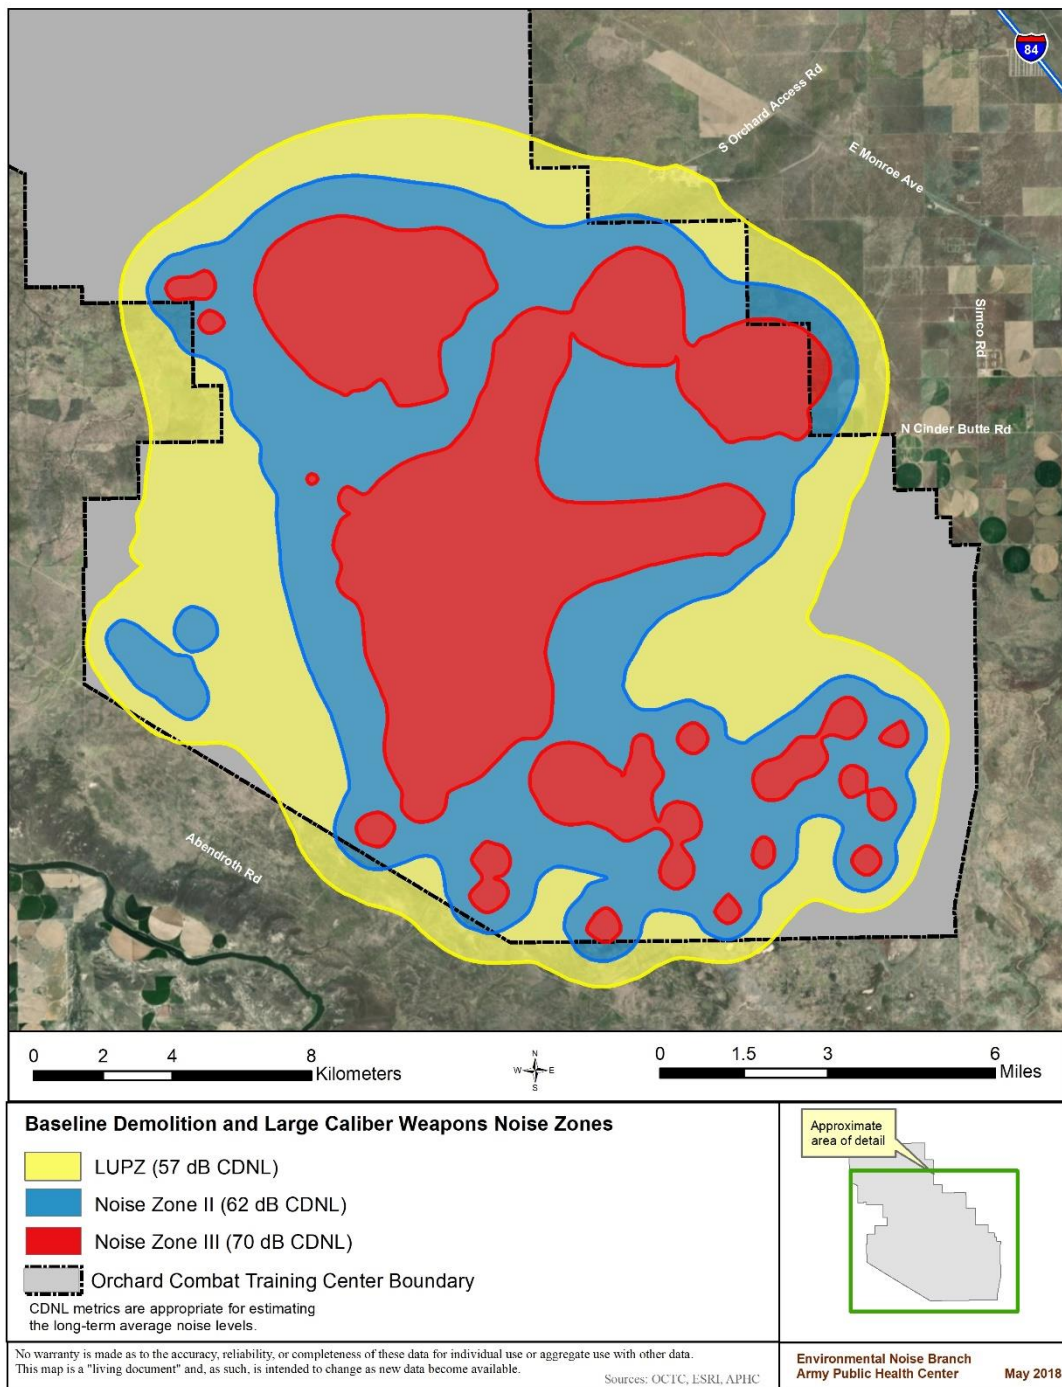 84
S Orchard Access Rd
E Monroe Ave
Simco Rd
N Cinder Butte Rd
Abendroth Rd
0 2 4 8
Kilometers
N
W E
S
0 1.5 3 6
Miles
Baseline Demolition and Large Caliber Weapons Noise Zones
LUPZ (57 dB CDNL)
Noise Zone II (62 dB CDNL)
Noise Zone III (70 dB CDNL)
Orchard Combat Training Center Boundary
CDNL metrics are appropriate for estimating
the long-term average noise levels.
Approximate
area of detail
No warranty is made as to the accuracy, reliability, or completeness of these data for individual use or aggregate use with other data.
This map is a "living document" and, as such, is intended to change as new data become available.
Sources: OCTC, ESRI, APHC
Environmental Noise Branch
Army Public Health Center May 2018